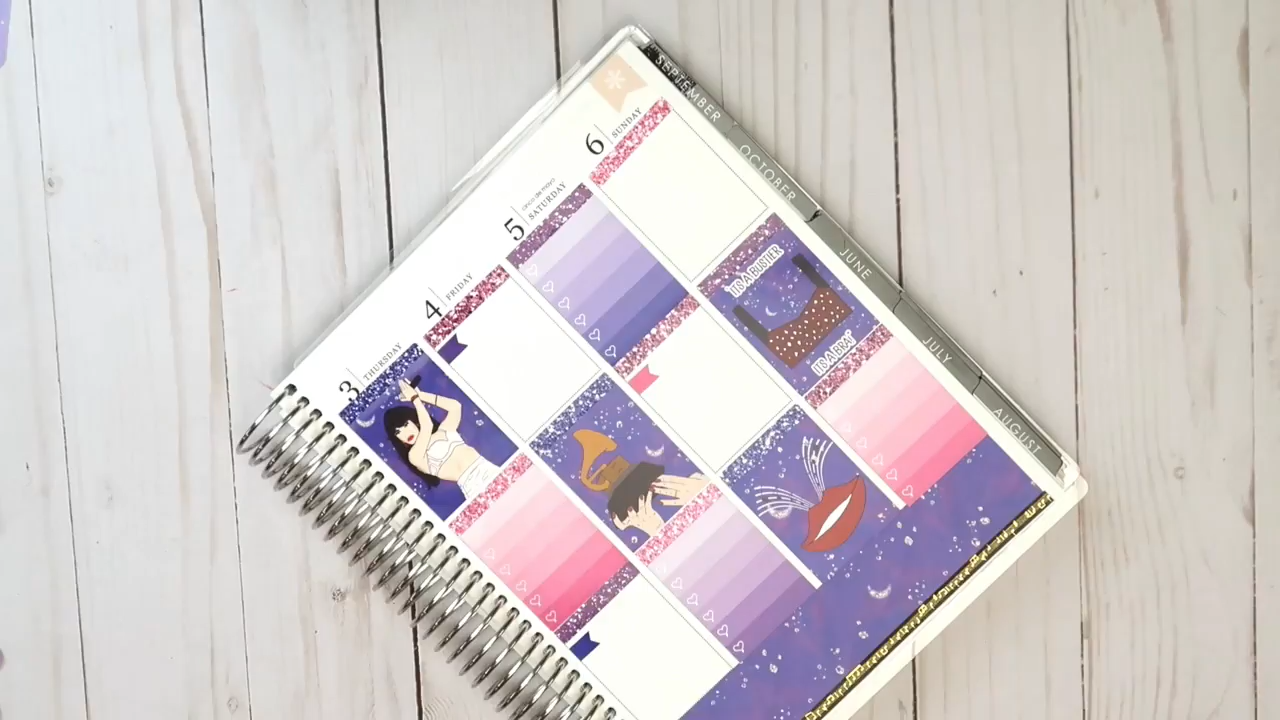 3 THURSDAY
4 FRIDAY
5 SATURDAY
6 SUNDAY
IT'S A BUSTIER
IT'S A BRA!
SEPTEMBER
OCTOBER
JUNE
JULY
AUGUST